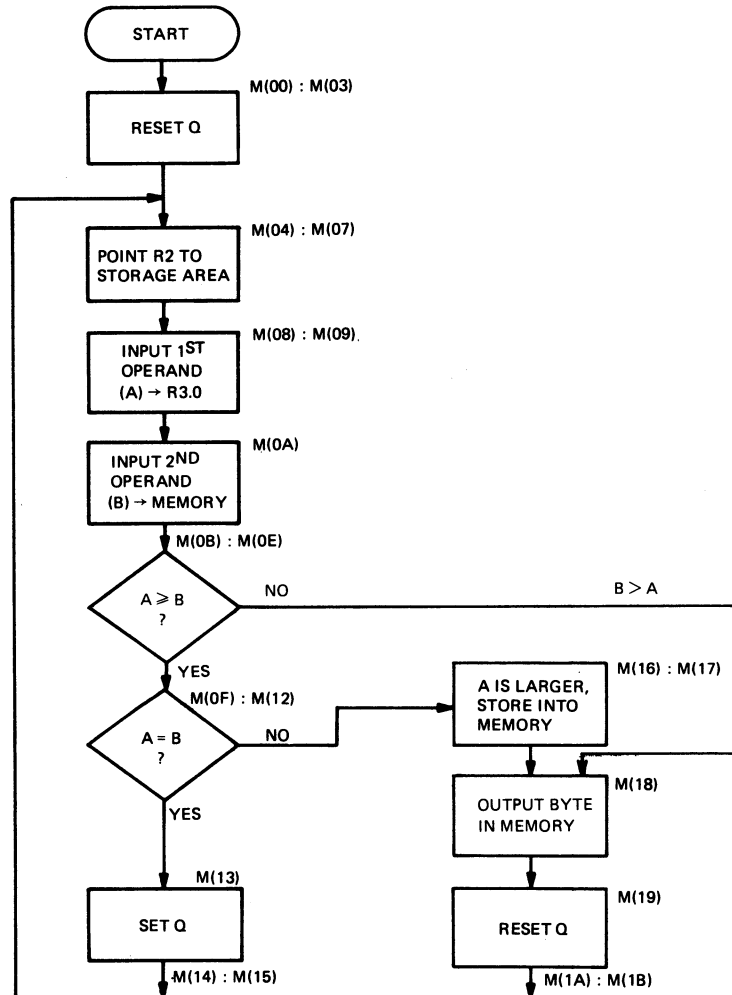 START
M(00) : M(03)
RESET Q
M(04) : M(07)
POINT R2 TO
STORAGE AREA
M(08) : M(09)
INPUT 1ST
OPERAND
(A) → R3.0
M(0A)
INPUT 2ND
OPERAND
(B) → MEMORY
M(0B) : M(0E)
A ⩾ B
?
NO
B > A
YES
M(0F) : M(12)
A = B
?
NO
M(16) : M(17)
A IS LARGER,
STORE INTO
MEMORY
M(18)
OUTPUT BYTE
IN MEMORY
YES
M(13)
SET Q
M(19)
RESET Q
M(14) : M(15)
M(1A) : M(1B)